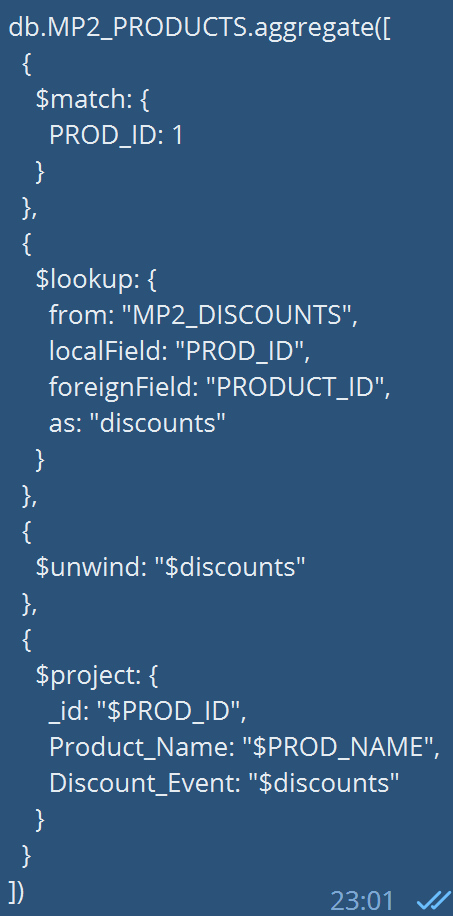 db.MP2_PRODUCTS.aggregate([
{
$match: {
PROD_ID: 1
}
},
{
$lookup: {
from: "MP2_DISCOUNTS",
localField: "PROD_ID",
foreignField: "PRODUCT_ID",
as: "discounts"
}
},
{
$unwind: "$discounts"
},
{
$project: {
_id: "$PROD_ID",
Product_Name: "$PROD_NAME",
Discount_Event: "$discounts"
}
}
])
23:01